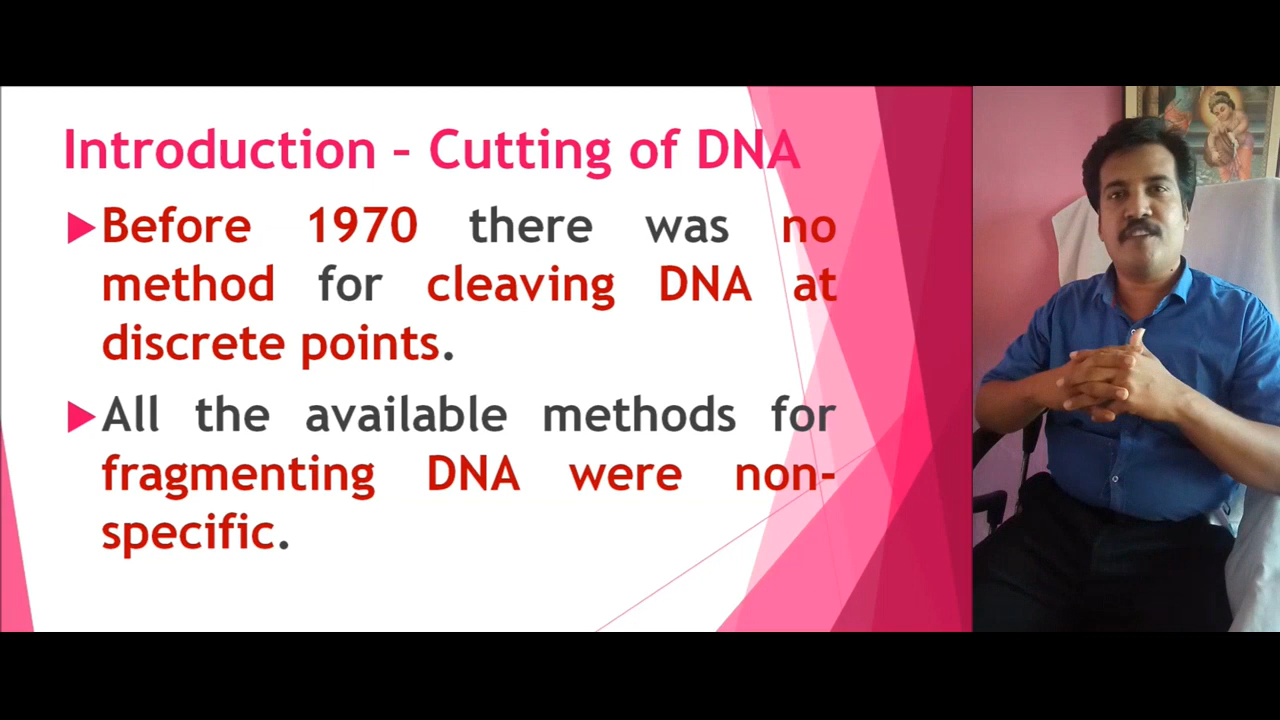 Introduction – Cutting of DNA
Before 1970 there was no
method for cleaving DNA at
discrete points.
All the available methods for
fragmenting DNA were non-
specific.